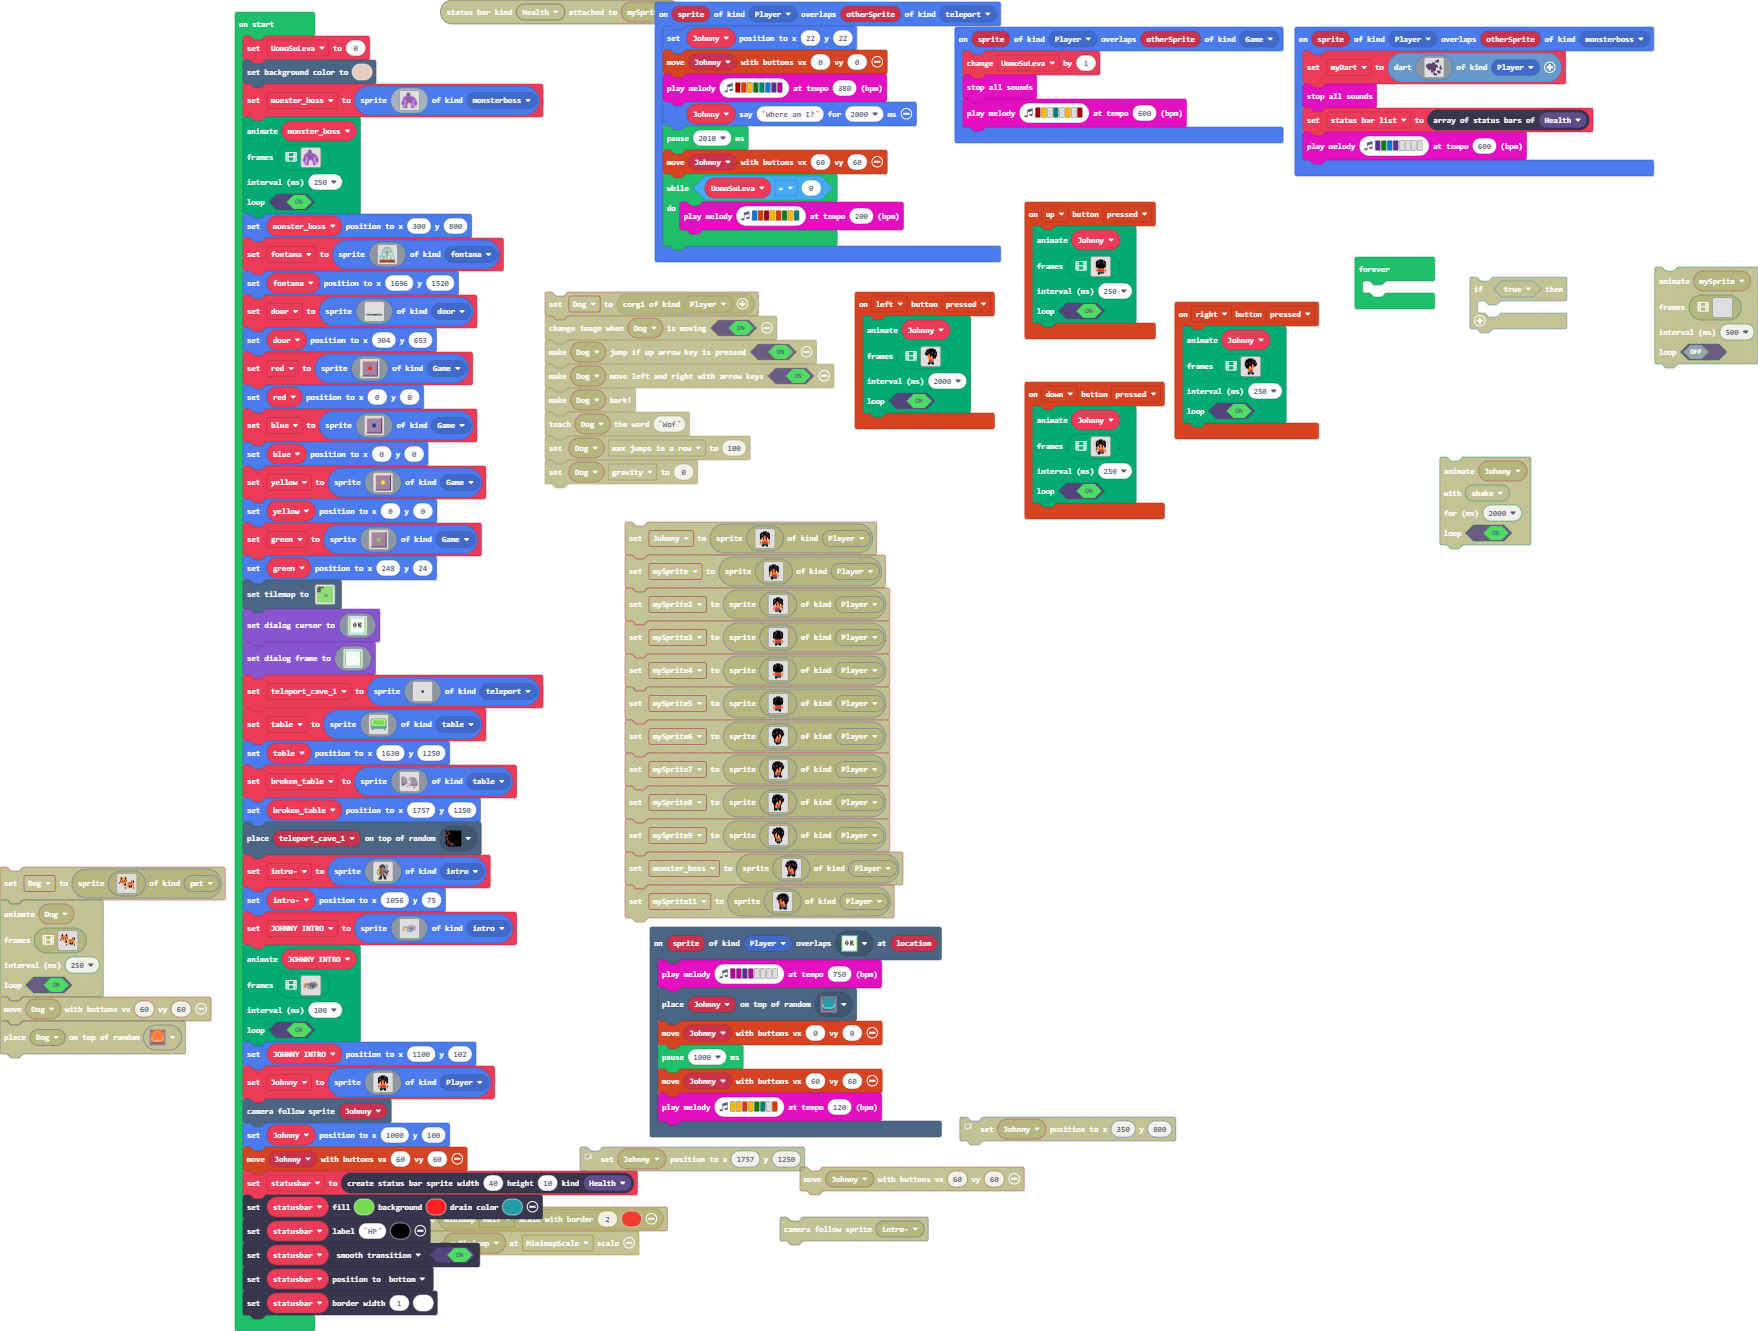 on start
set UomoSuLeva to 0
set background color to
set monster_boss to sprite of kind monsterboss
animate monster_boss
frames
interval (ms) 250
loop ON
set monster_boss position to x 300 y 800
set fontana to sprite of kind fontana
set fontana position to x 1696 y 1520
set door to sprite of kind door
set door position to x 304 y 653
set red to sprite of kind Game
set red position to x 0 y 0
set blue to sprite of kind Game
set blue position to x 0 y 0
set yellow to sprite of kind Game
set yellow position to x 0 y 0
set green to sprite of kind Game
set green position to x 248 y 24
set tilemap to
set dialog cursor to OK
set dialog frame to
set teleport_cave_1 to sprite of kind teleport
set table to sprite of kind table
set table position to x 1630 y 1250
set broken_table to sprite of kind table
set broken_table position to x 1757 y 1250
place teleport_cave_1 on top of random
set intro- to sprite of kind intro
set intro- position to x 1056 y 75
set JOHNNY INTRO to sprite of kind intro
animate JOHNNY INTRO
frames
interval (ms) 100
loop ON
set JOHNNY INTRO position to x 1100 y 102
set Johnny to sprite of kind Player
camera follow sprite Johnny
set Johnny position to x 1000 y 100
move Johnny with buttons vx 60 vy 60
set statusbar to create status bar sprite width 40 height 10 kind Health
set statusbar fill background drain color
set statusbar label "HP"
set statusbar smooth transition ON
set statusbar position to bottom
set statusbar border width 1
set Dog to sprite of kind pet
animate Dog
frames
interval (ms) 250
loop ON
move Dog with buttons vx 60 vy 60
place Dog on top of random
status bar kind Health attached to
on sprite of kind Player overlaps otherSprite of kind teleport
set Johnny position to x 22 y 22
move Johnny with buttons vx 0 vy 0
play melody at tempo 380 (bpm)
Johnny say "Where am I?" for 2000 ms
pause 2010 ms
move Johnny with buttons vx 60 vy 60
while UomoSuLeva = 0
do play melody at tempo 200 (bpm)
on sprite of kind Player overlaps otherSprite of kind Game
change UomoSuLeva by 1
stop all sounds
play melody at tempo 600 (bpm)
on sprite of kind Player overlaps otherSprite of kind monsterboss
set myDart to dart of kind Player
stop all sounds
set status bar list to array of status bars of Health
play melody at tempo 600 (bpm)
set Dog to corgi of kind Player
change image when Dog is moving ON
make Dog jump if up arrow key is pressed ON
make Dog move left and right with arrow keys ON
make Dog bark!
teach Dog the word "Wof"
set Dog max jumps in a row to 100
set Dog gravity to 0
on left button pressed
animate Johnny
frames
interval (ms) 2000
loop ON
on up button pressed
animate Johnny
frames
interval (ms) 250
loop ON
on down button pressed
animate Johnny
frames
interval (ms) 250
loop ON
on right button pressed
animate Johnny
frames
interval (ms) 250
loop ON
forever
if true then
animate mySprite
frames
interval (ms) 500
loop OFF
animate Johnny
with shake
for (ms) 2000
loop ON
set Johnny to sprite of kind Player
set mySprite to sprite of kind Player
set mySprite2 to sprite of kind Player
set mySprite3 to sprite of kind Player
set mySprite4 to sprite of kind Player
set mySprite5 to sprite of kind Player
set mySprite6 to sprite of kind Player
set mySprite7 to sprite of kind Player
set mySprite8 to sprite of kind Player
set mySprite9 to sprite of kind Player
set monster_boss to sprite of kind Player
set mySprite11 to sprite of kind Player
on sprite of kind Player overlaps OK at location
play melody at tempo 750 (bpm)
place Johnny on top of random
move Johnny with buttons vx 0 vy 0
pause 1000 ms
move Johnny with buttons vx 60 vy 60
play melody at tempo 120 (bpm)
set Johnny position to x 1757 y 1250
set Johnny position to x 350 y 800
move Johnny with buttons vx 60 vy 60
camera follow sprite intro-
scale with border 2
at MinimapScale scale